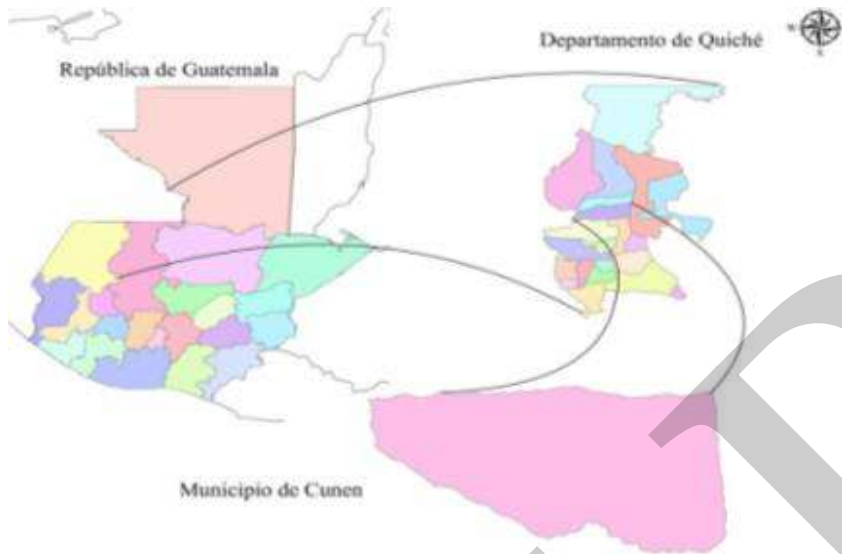 Departamento de Quiché
República de Guatemala
Municipio de Cunen